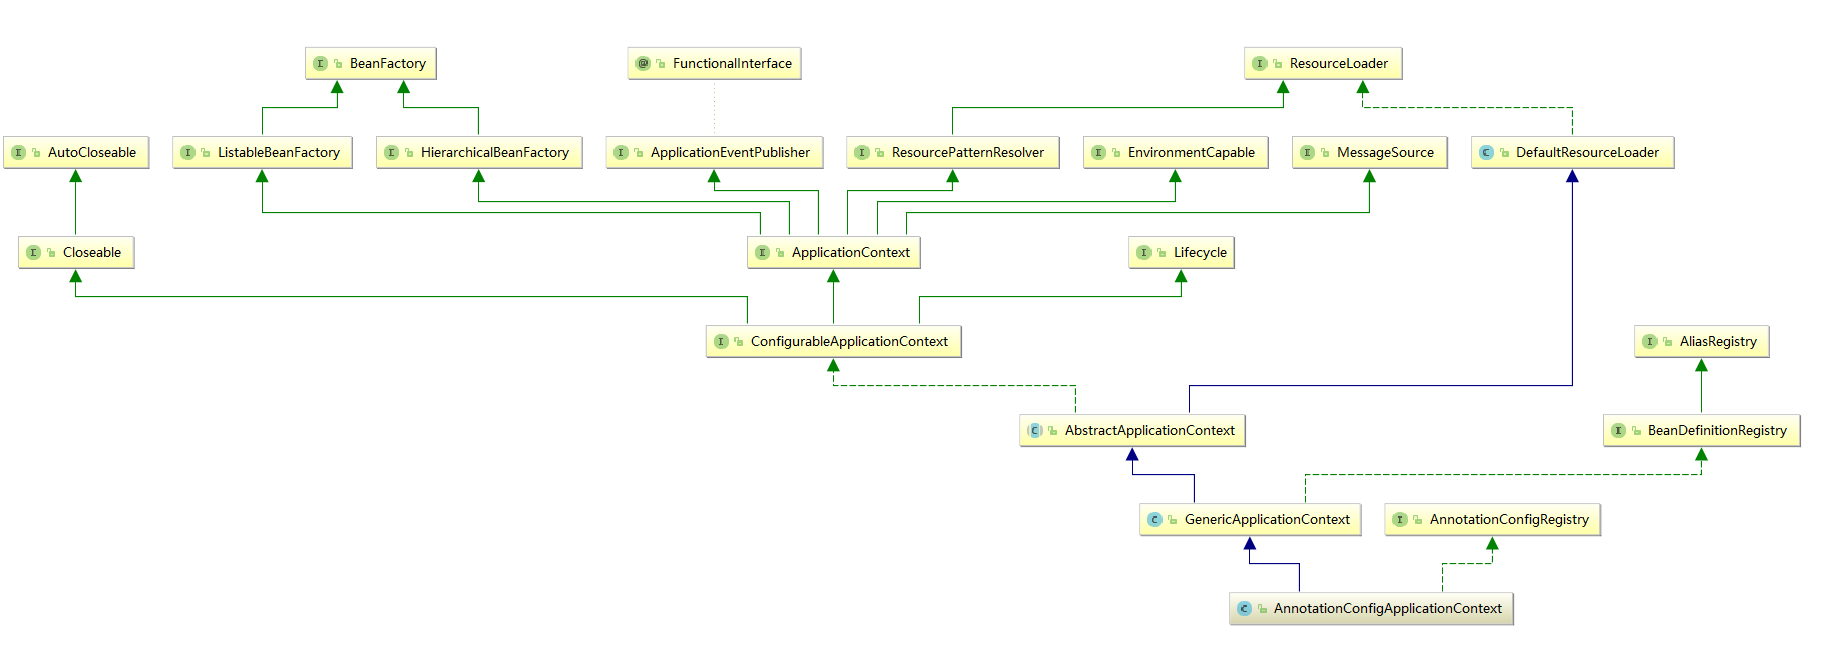 BeanFactory
FunctionalInterface
ResourceLoader
AutoCloseable
ListableBeanFactory
HierarchicalBeanFactory
ApplicationEventPublisher
ResourcePatternResolver
EnvironmentCapable
MessageSource
DefaultResourceLoader
Closeable
ApplicationContext
Lifecycle
ConfigurableApplicationContext
AliasRegistry
AbstractApplicationContext
BeanDefinitionRegistry
GenericApplicationContext
AnnotationConfigRegistry
AnnotationConfigApplicationContext